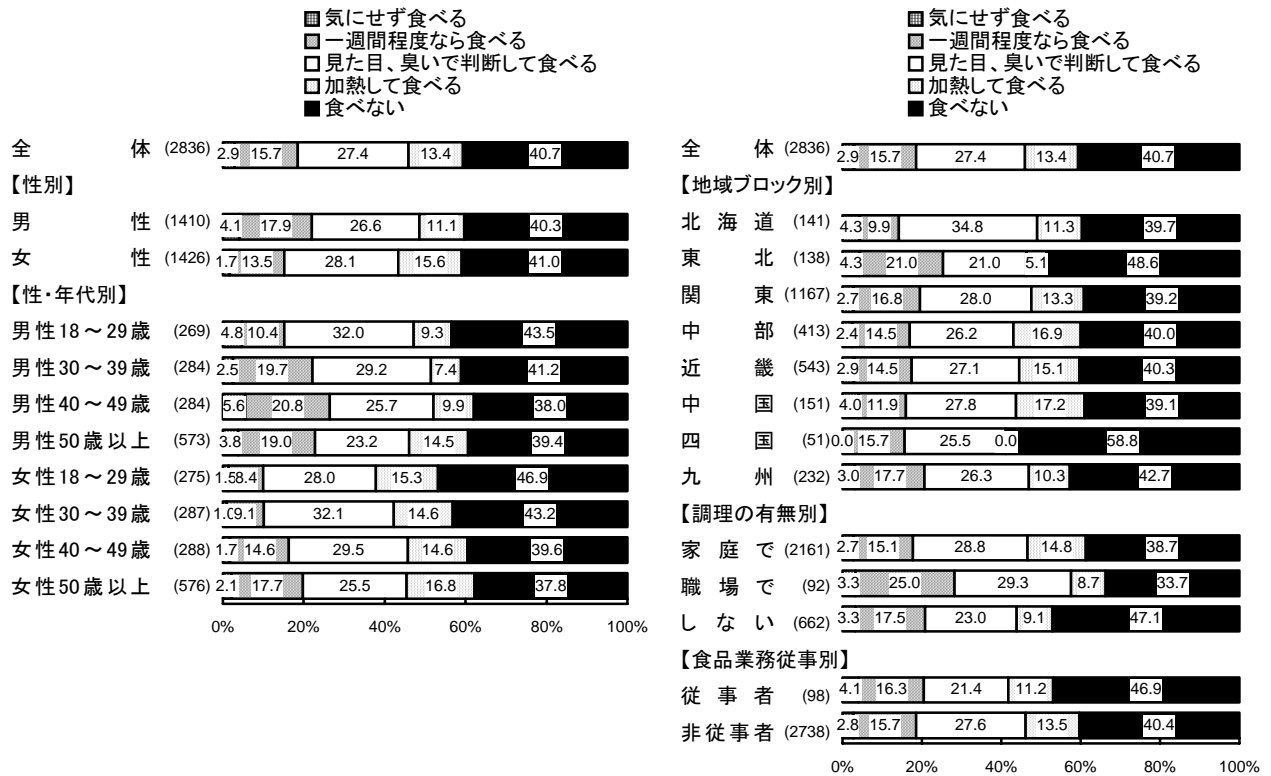 気にせず食べる
一週間程度なら食べる
見た目、臭いで判断して食べる
加熱して食べる
食べない
全体 (2836) 2.9 15.7 27.4 13.4 40.7
【性別】
男性 (1410) 4.1 17.9 26.6 11.1 40.3
女性 (1426) 1.7 13.5 28.1 15.6 41.0
【性・年代別】
男性18～29歳 (269) 4.8 10.4 32.0 9.3 43.5
男性30～39歳 (284) 2.5 19.7 29.2 7.4 41.2
男性40～49歳 (284) 5.6 20.8 25.7 9.9 38.0
男性50歳以上 (573) 3.8 19.0 23.2 14.5 39.4
女性18～29歳 (275) 1.5 8.4 28.0 15.3 46.9
女性30～39歳 (287) 1.0 9.1 32.1 14.6 43.2
女性40～49歳 (288) 1.7 14.6 29.5 14.6 39.6
女性50歳以上 (576) 2.1 17.7 25.5 16.8 37.8
0% 20% 40% 60% 80% 100%
気にせず食べる
一週間程度なら食べる
見た目、臭いで判断して食べる
加熱して食べる
食べない
全体 (2836) 2.9 15.7 27.4 13.4 40.7
【地域ブロック別】
北海道 (141) 4.3 9.9 34.8 11.3 39.7
東北 (138) 4.3 21.0 21.0 5.1 48.6
関東 (1167) 2.7 16.8 28.0 13.3 39.2
中部 (413) 2.4 14.5 26.2 16.9 40.0
近畿 (543) 2.9 14.5 27.1 15.1 40.3
中国 (151) 4.0 11.9 27.8 17.2 39.1
四国 (51) 0.0 15.7 25.5 0.0 58.8
九州 (232) 3.0 17.7 26.3 10.3 42.7
【調理の有無別】
家庭で (2161) 2.7 15.1 28.8 14.8 38.7
職場で (92) 3.3 25.0 29.3 8.7 33.7
しない (662) 3.3 17.5 23.0 9.1 47.1
【食品業務従事別】
従事者 (98) 4.1 16.3 21.4 11.2 46.9
非従事者 (2738) 2.8 15.7 27.6 13.5 40.4
0% 20% 40% 60% 80% 100%